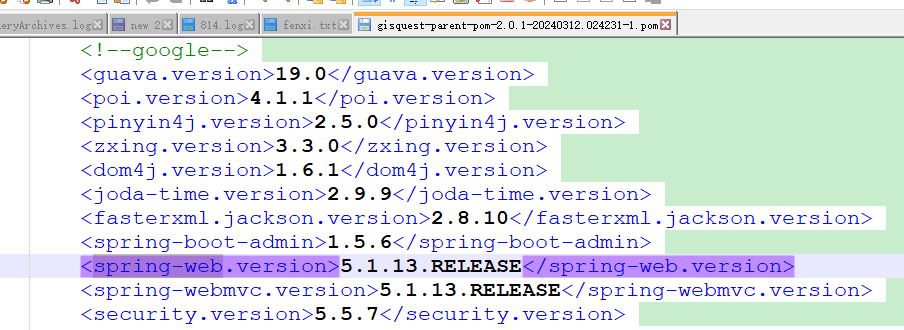 eryArchives.log
new 2
814.log
fenxi.txt
gisquest-parent-pom-2.0.1-20240312.024231-1.pom
<!--google-->
<guava.version>19.0</guava.version>
<poi.version>4.1.1</poi.version>
<pinyin4j.version>2.5.0</pinyin4j.version>
<zxing.version>3.3.0</zxing.version>
<dom4j.version>1.6.1</dom4j.version>
<joda-time.version>2.9.9</joda-time.version>
<fasterxml.jackson.version>2.8.10</fasterxml.jackson.version>
<spring-boot-admin>1.5.6</spring-boot-admin>
<spring-web.version>5.1.13.RELEASE</spring-web.version>
<spring-webmvc.version>5.1.13.RELEASE</spring-webmvc.version>
<security.version>5.5.7</security.version>